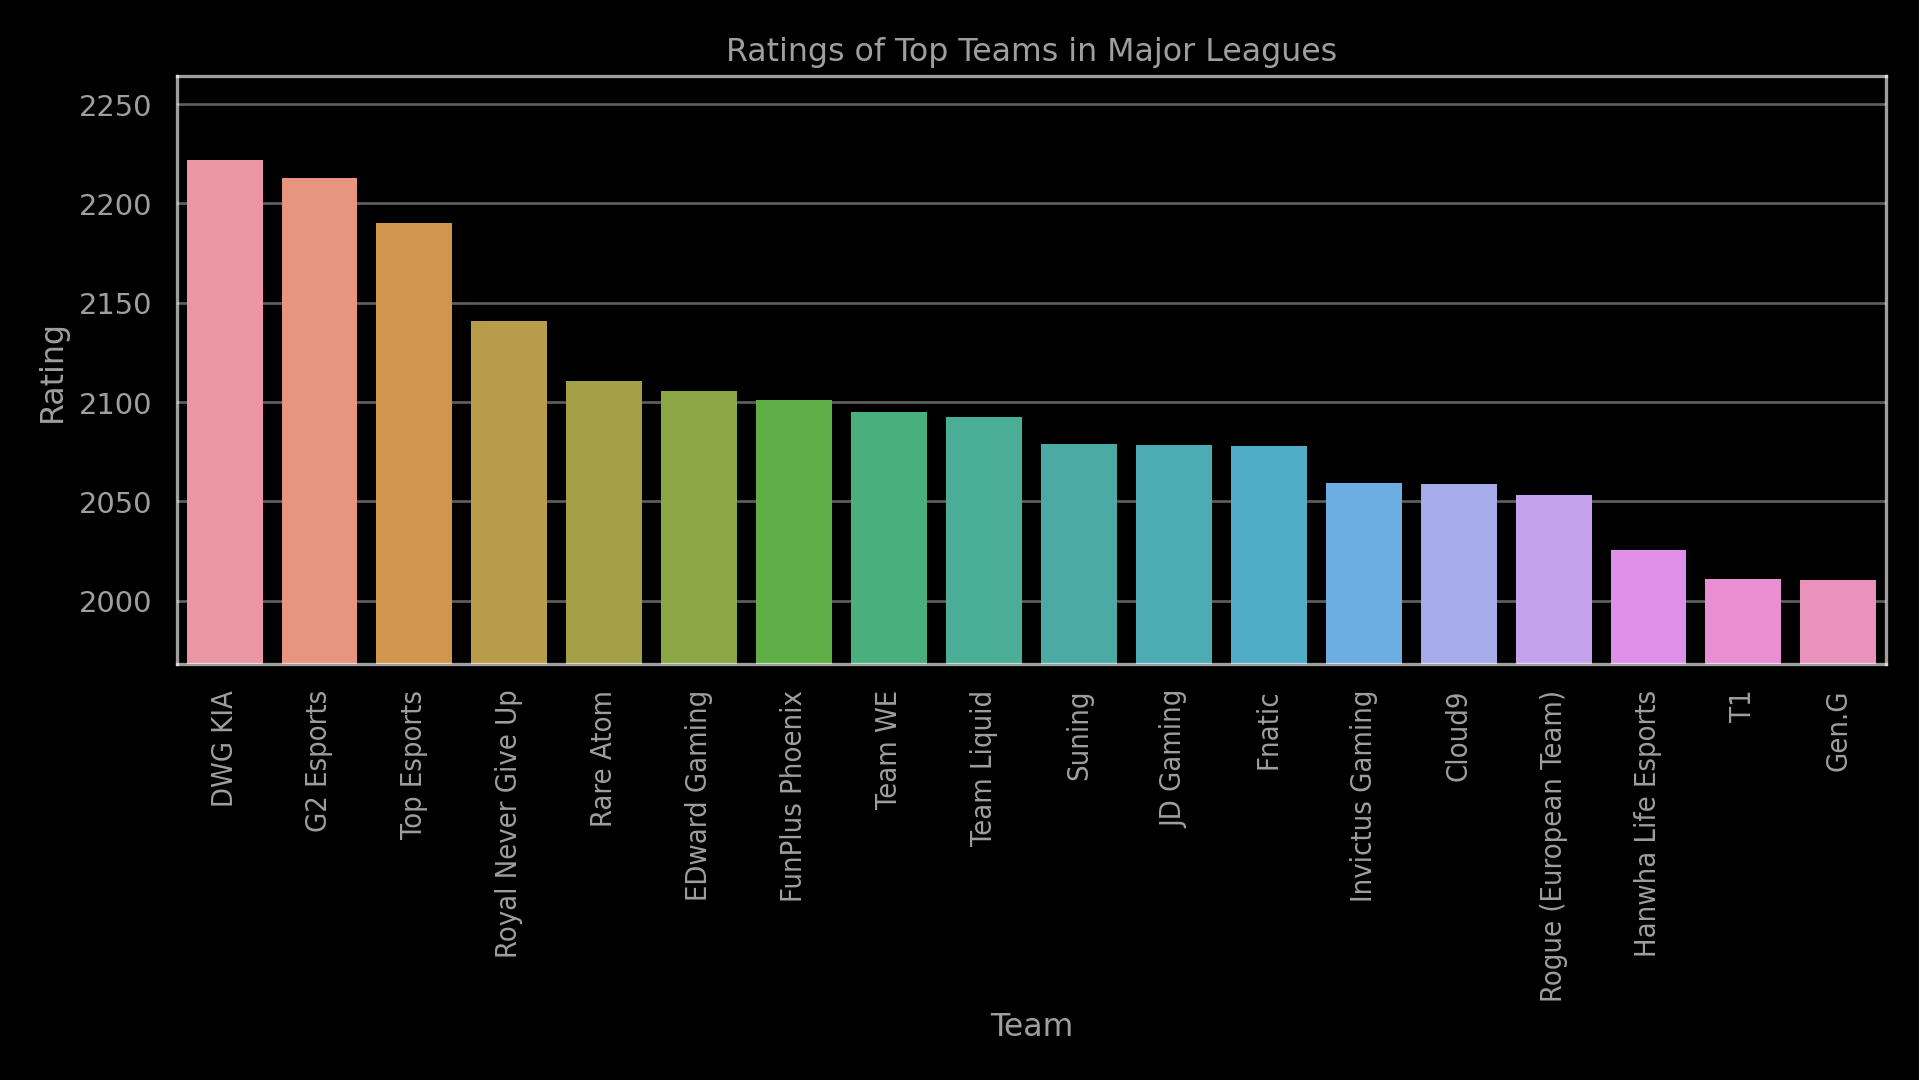 Ratings of Top Teams in Major Leagues
2250
2200
2150
2100
2050
2000
Rating
DWG KIA
G2 Esports
Top Esports
Royal Never Give Up
Rare Atom
EDward Gaming
FunPlus Phoenix
Team WE
Team Liquid
Suning
JD Gaming
Fnatic
Invictus Gaming
Cloud9
Rogue (European Team)
Hanwha Life Esports
T1
Gen.G
Team